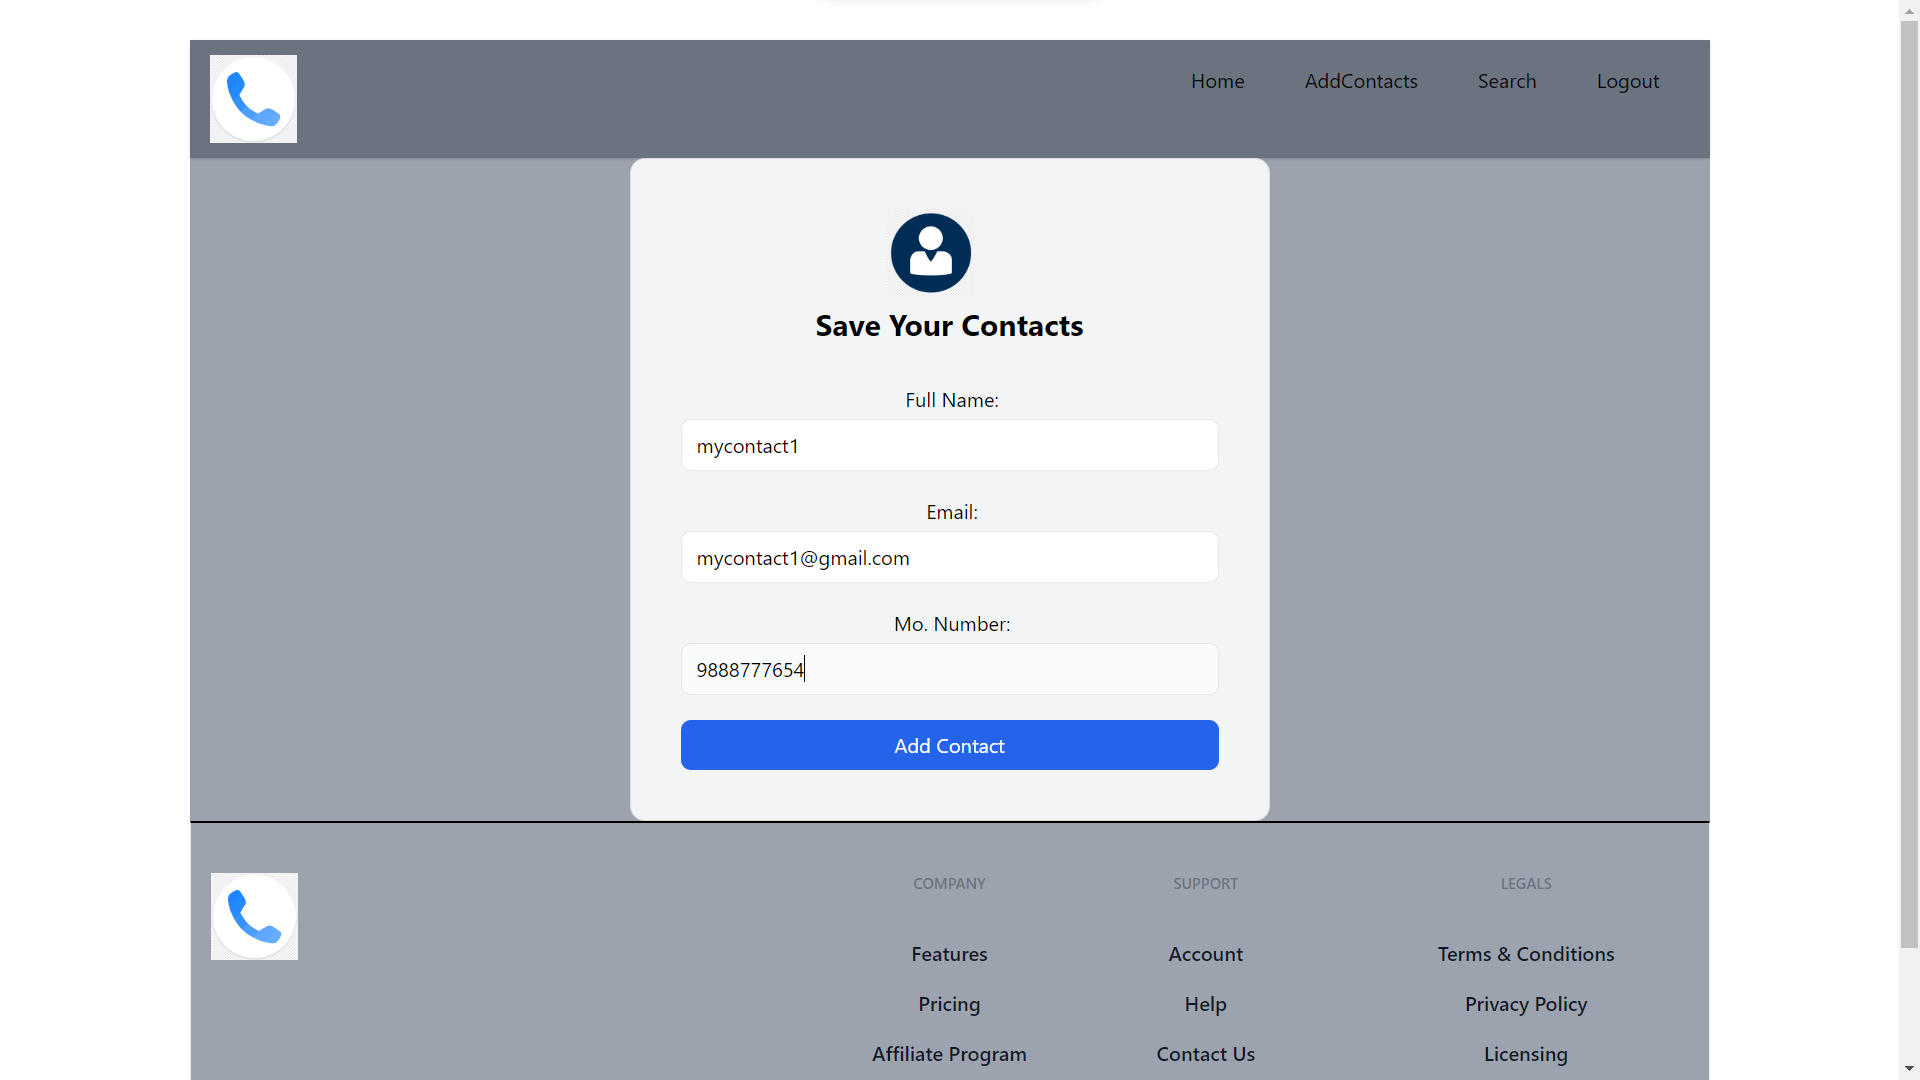 Home AddContacts Search Logout
Save Your Contacts
Full Name:
mycontact1
Email:
mycontact1@gmail.com
Mo. Number:
9888777654
Add Contact
COMPANY SUPPORT LEGALS
Features Account Terms & Conditions
Pricing Help Privacy Policy
Affiliate Program Contact Us Licensing